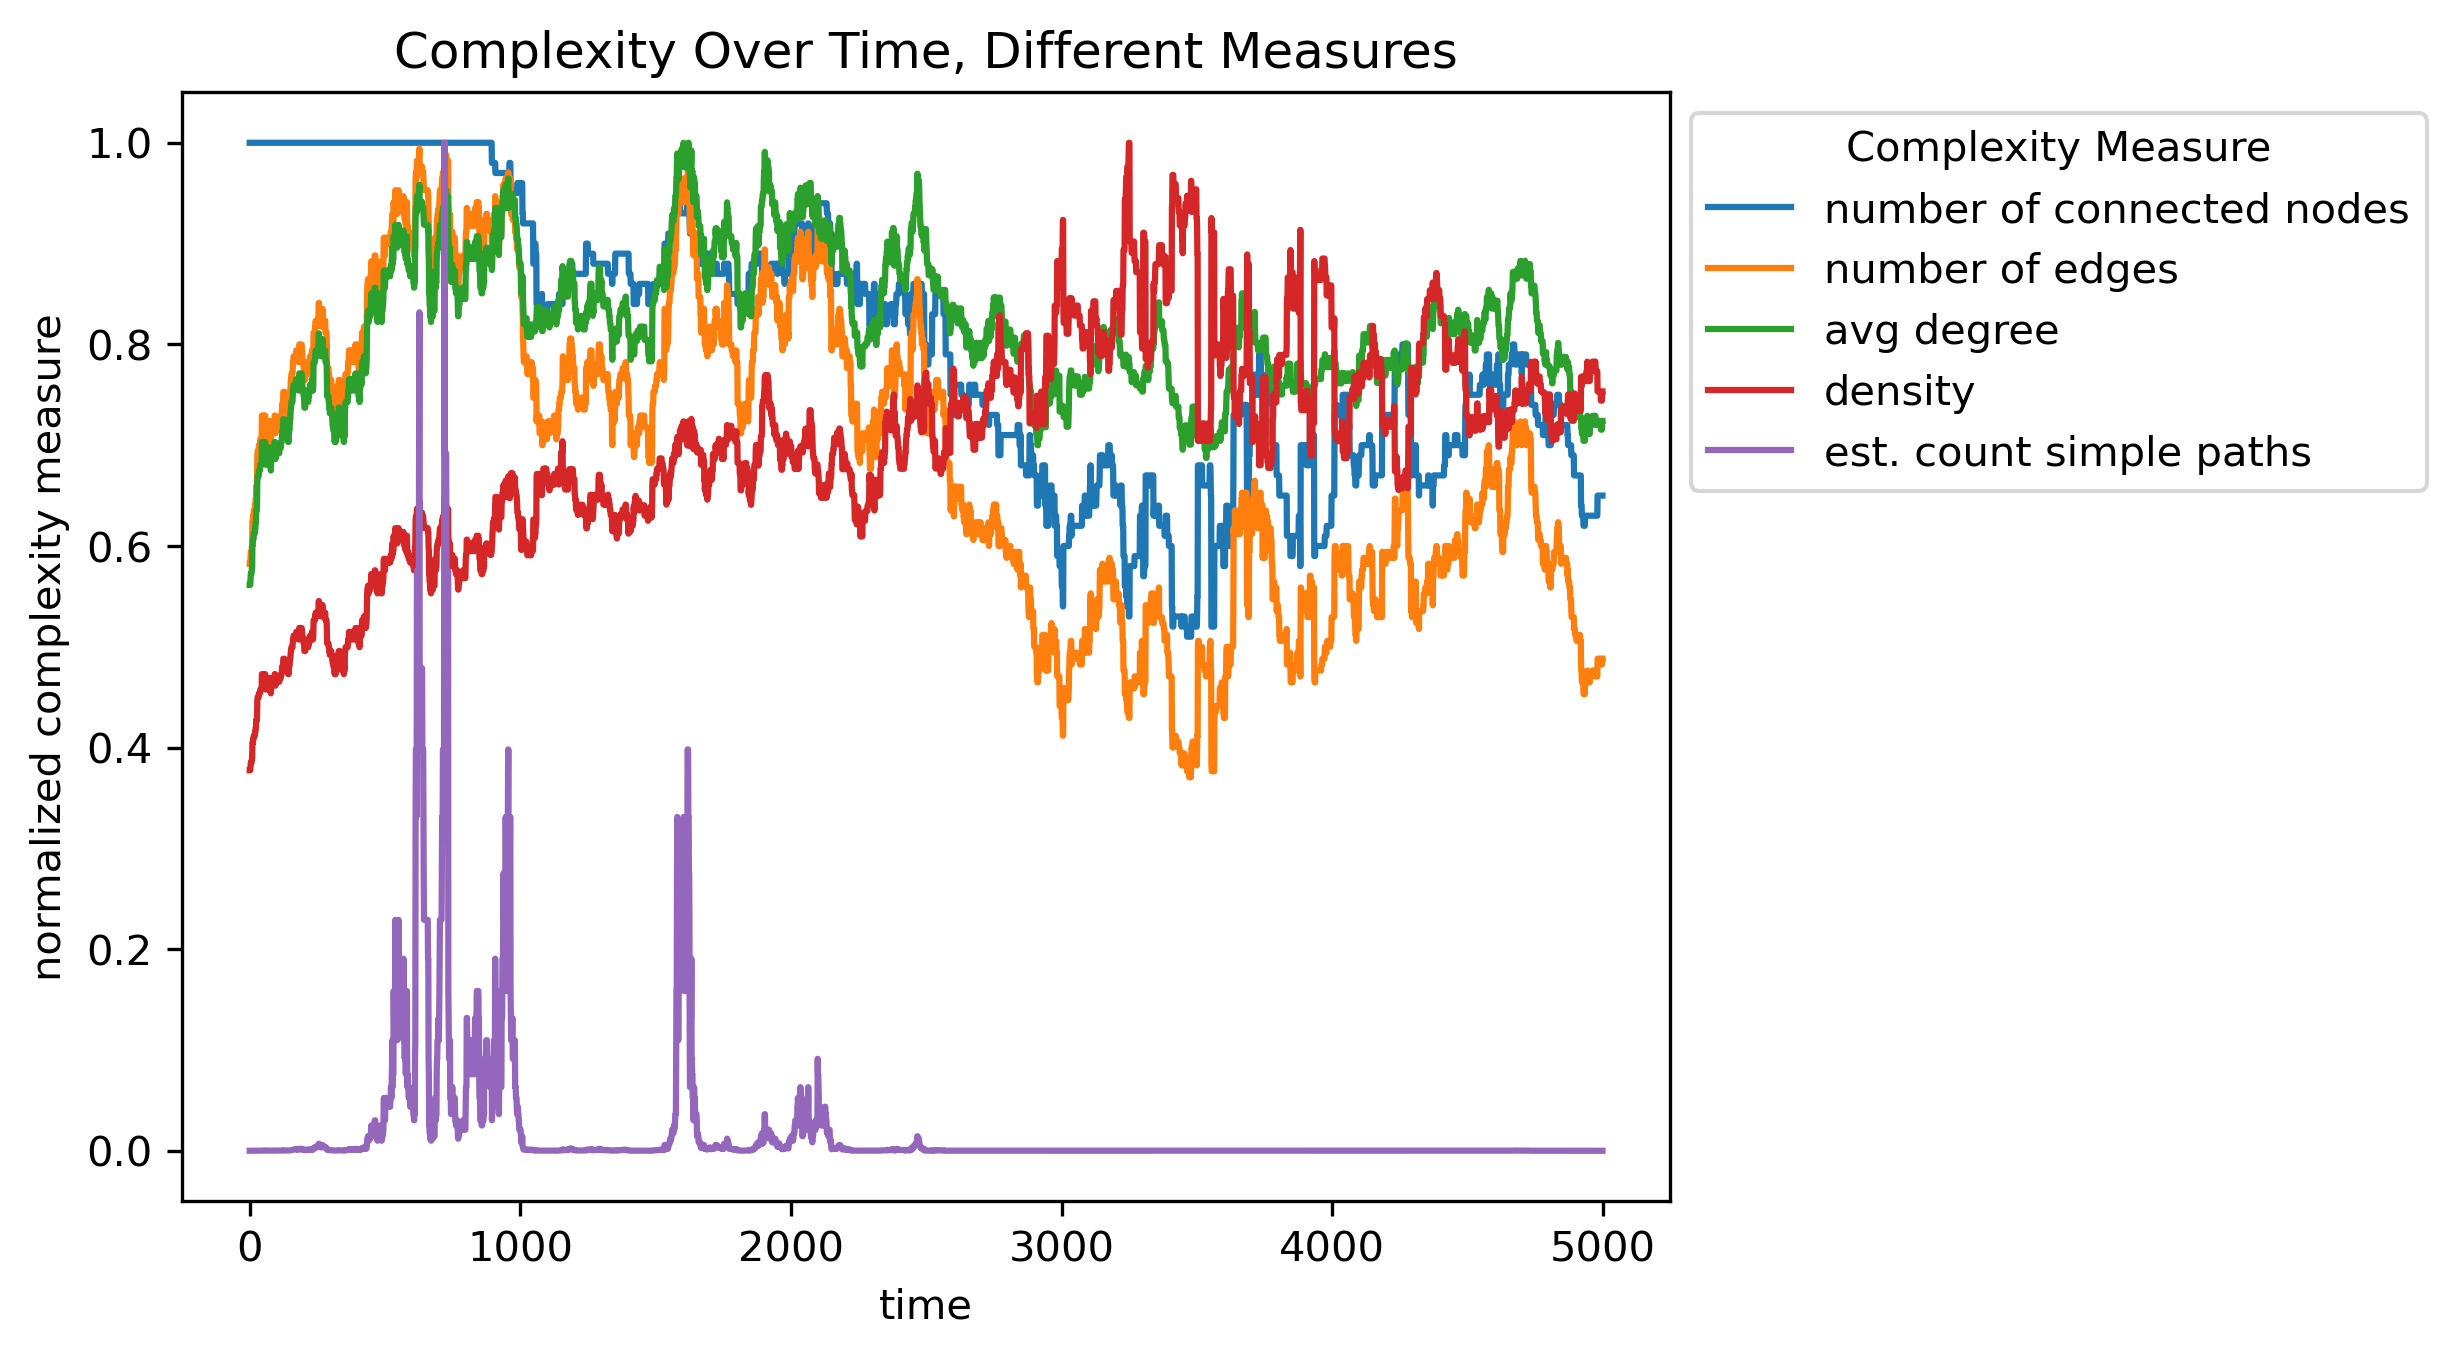 Complexity Over Time, Different Measures
normalized complexity measure
1.0
0.8
0.6
0.4
0.2
0.0
0 1000 2000 3000 4000 5000
time
Complexity Measure
number of connected nodes
number of edges
avg degree
density
est. count simple paths